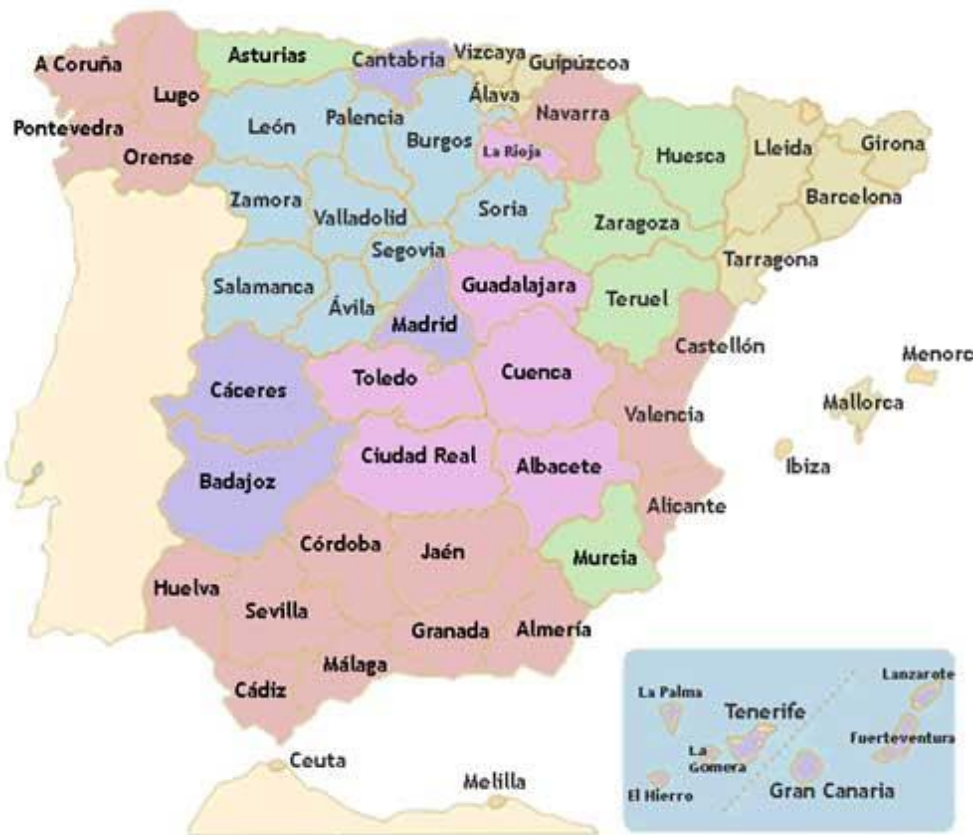 A Coruña
Lugo
Pontevedra
Orense
Asturias
Cantabria
Vizcaya
Guipúzcoa
Álava
Navarra
León
Palencia
Burgos
La Rioja
Huesca
Lleida
Girona
Barcelona
Zamora
Valladolid
Soria
Zaragoza
Segovia
Tarragona
Salamanca
Ávila
Guadalajara
Teruel
Madrid
Castellón
Menorc
Cáceres
Toledo
Cuenca
Valencia
Mallorca
Ciudad Real
Albacete
Ibiza
Badajoz
Alicante
Córdoba
Jaén
Murcia
Huelva
Sevilla
Granada
Almería
Málaga
Cádiz
Ceuta
Melilla
Lanzarote
La Palma
Tenerife
Fuerteventura
La
Gomera
El Hierro
Gran Canaria